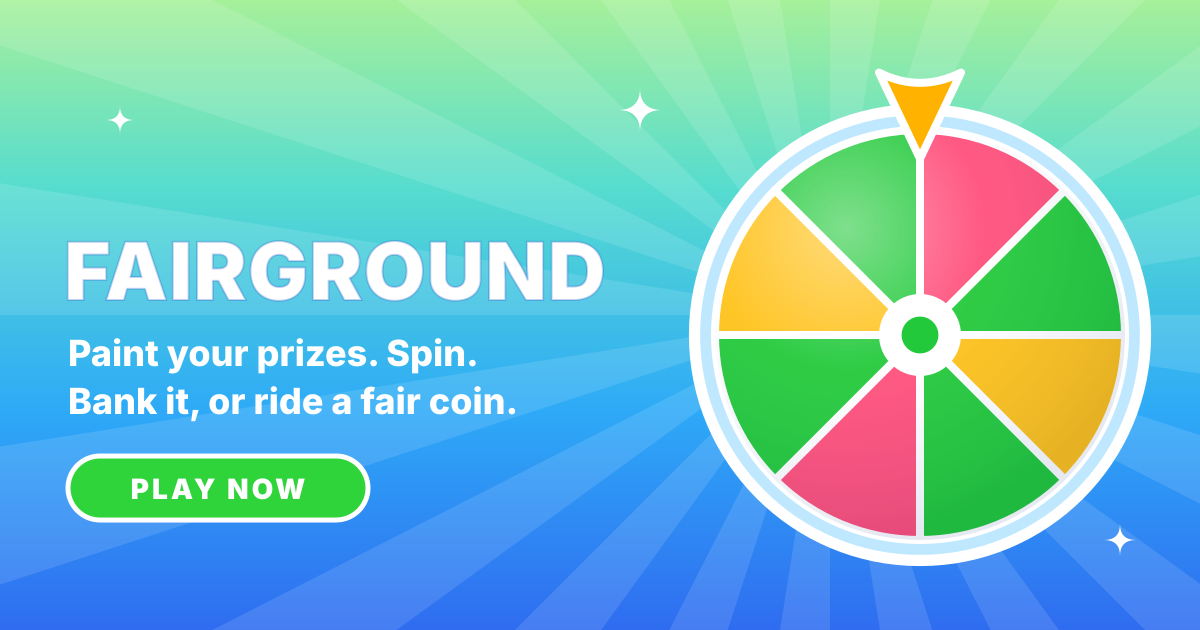 FAIRGROUND
Paint your prizes. Spin.
Bank it, or ride a fair coin.
PLAY NOW